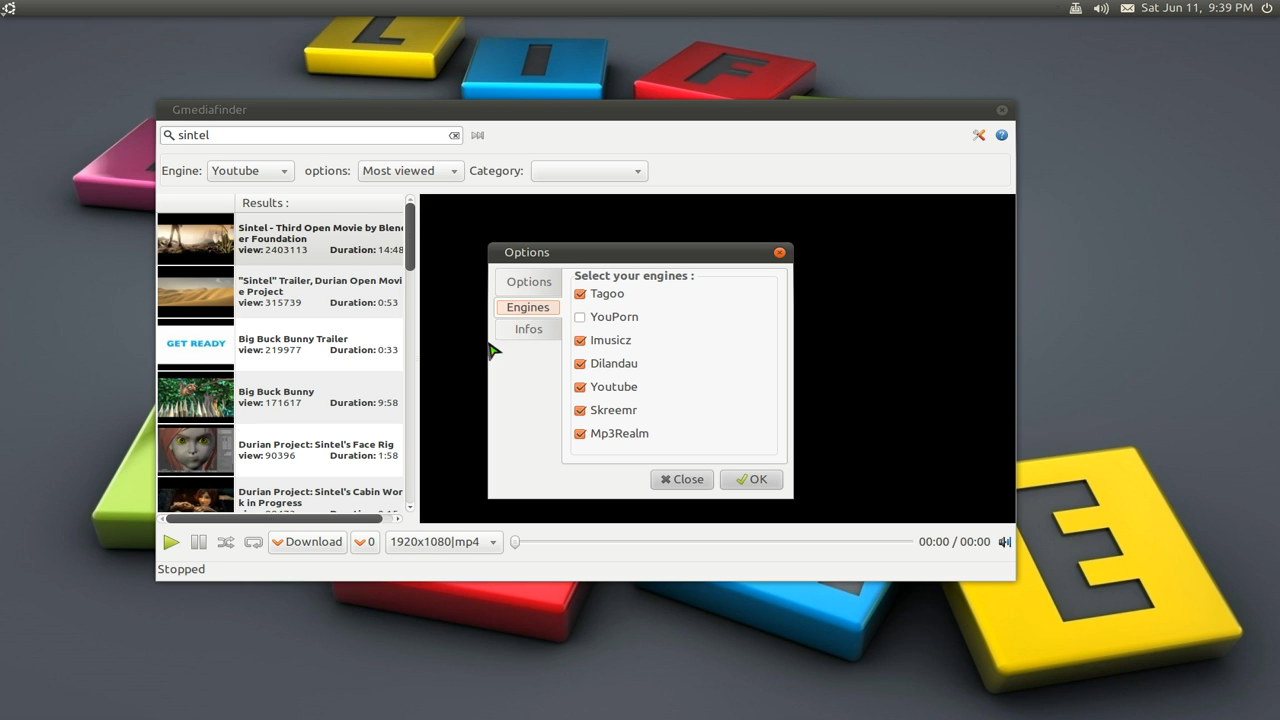 Sat Jun 11, 9:39 PM
L I F
Gmediafinder
sintel
Engine: Youtube options: Most viewed Category:
Results :
Sintel - Third Open Movie by Blen
er Foundation
view: 2403113 Duration: 14:48
"Sintel" Trailer, Durian Open Movi
e Project
view: 315739 Duration: 0:53
GET READY
Big Buck Bunny Trailer
view: 219977 Duration: 0:33
Big Buck Bunny
view: 171617 Duration: 9:58
Durian Project: Sintel's Face Rig
view: 90396 Duration: 1:58
Durian Project: Sintel's Cabin Wor
k in Progress
Options
Options
Engines
Infos
Select your engines :
Tagoo
YouPorn
Imusicz
Dilandau
Youtube
Skreemr
Mp3Realm
Close OK
Download 0 1920x1080|mp4 00:00 / 00:00
Stopped
E